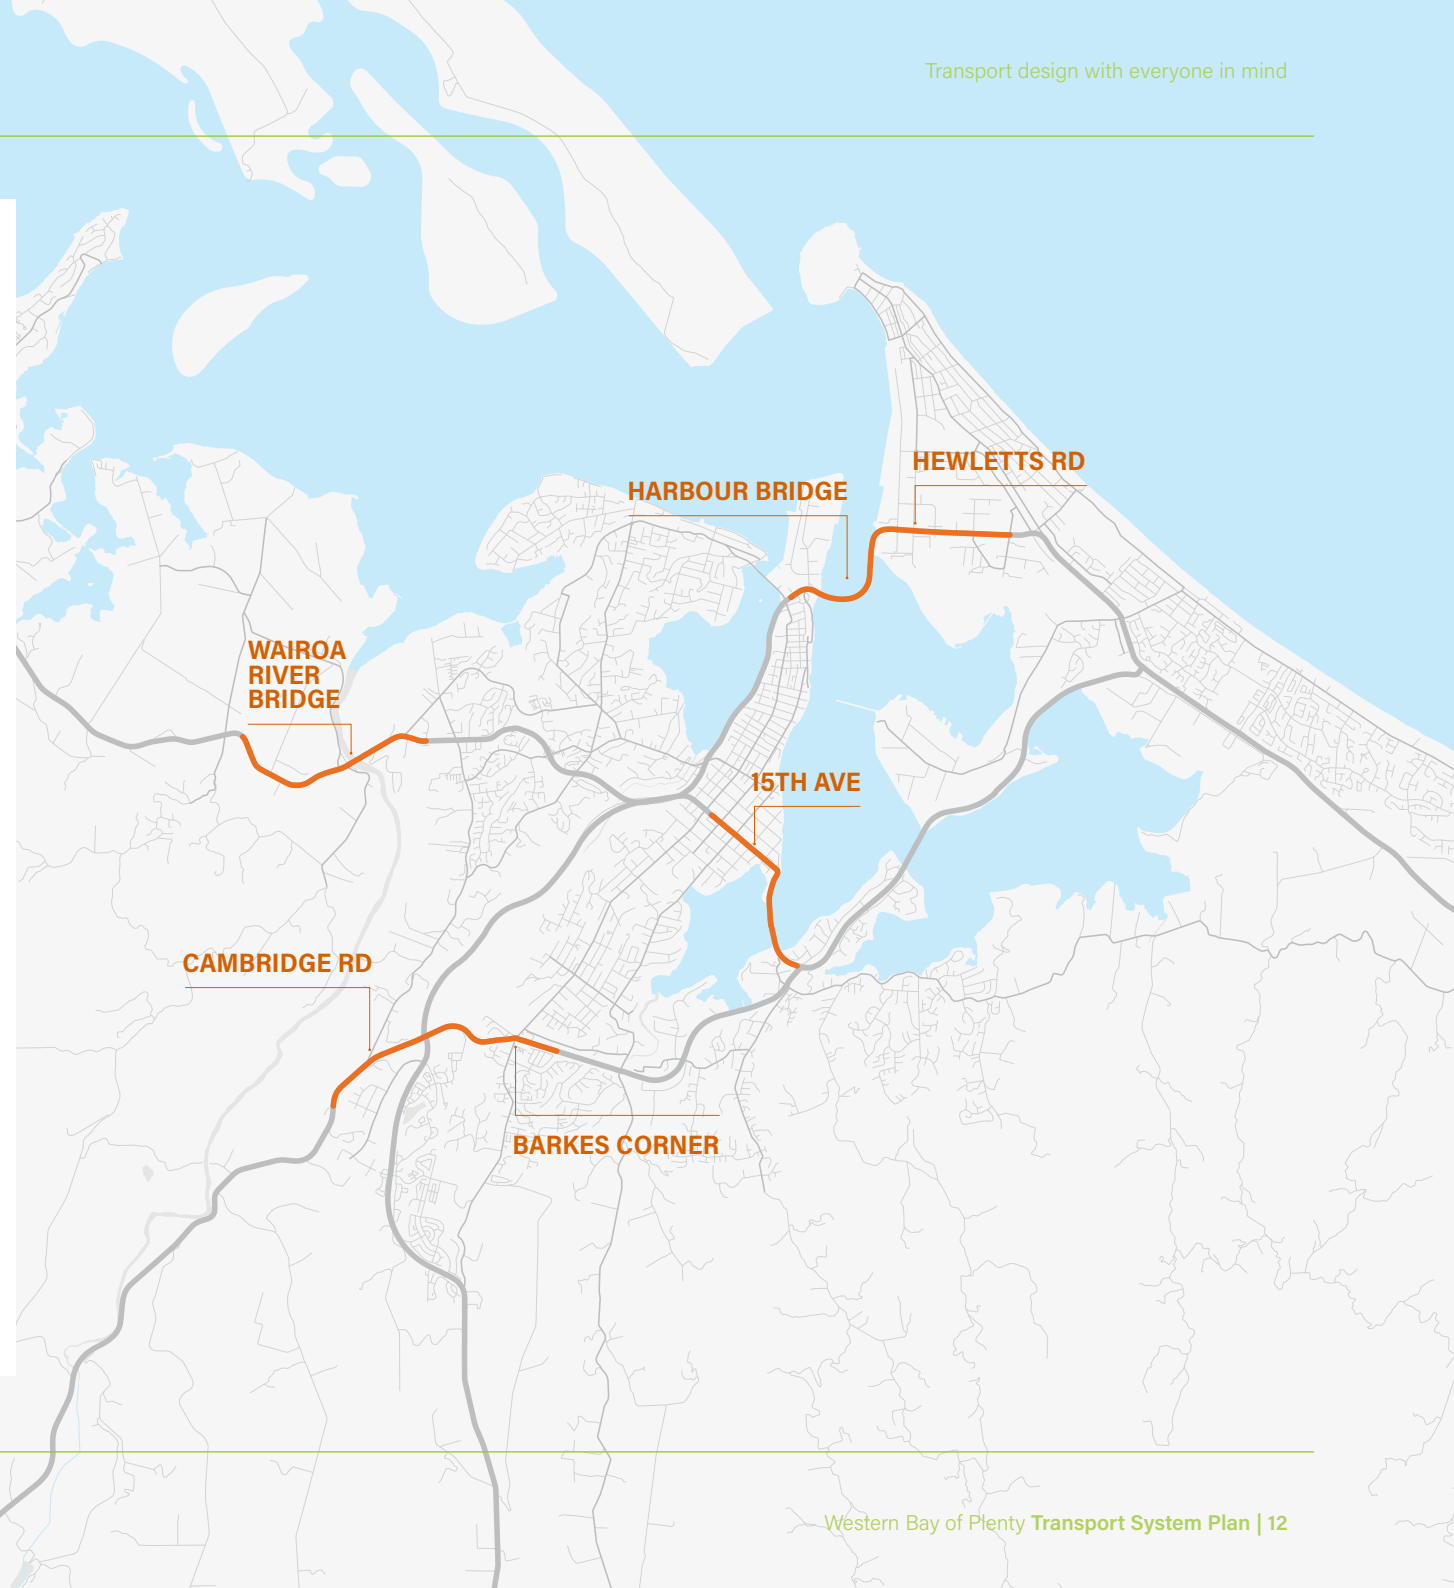 Transport design with everyone in mind
HEWLETTS RD
HARBOUR BRIDGE
WAIROA
RIVER
BRIDGE
15TH AVE
CAMBRIDGE RD
BARKES CORNER
Western Bay of Plenty Transport System Plan | 12